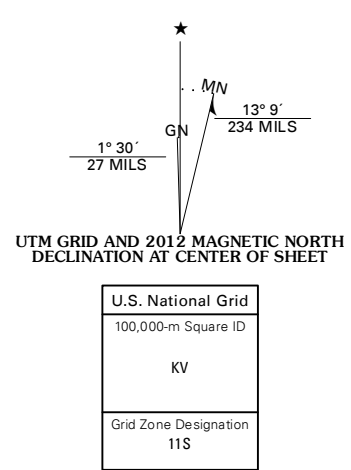 ★
MN
GN
13° 9´
234 MILS
1° 30´
27 MILS
UTM GRID AND 2012 MAGNETIC NORTH
DECLINATION AT CENTER OF SHEET
U.S. National Grid
100,000-m Square ID
KV
Grid Zone Designation
11S